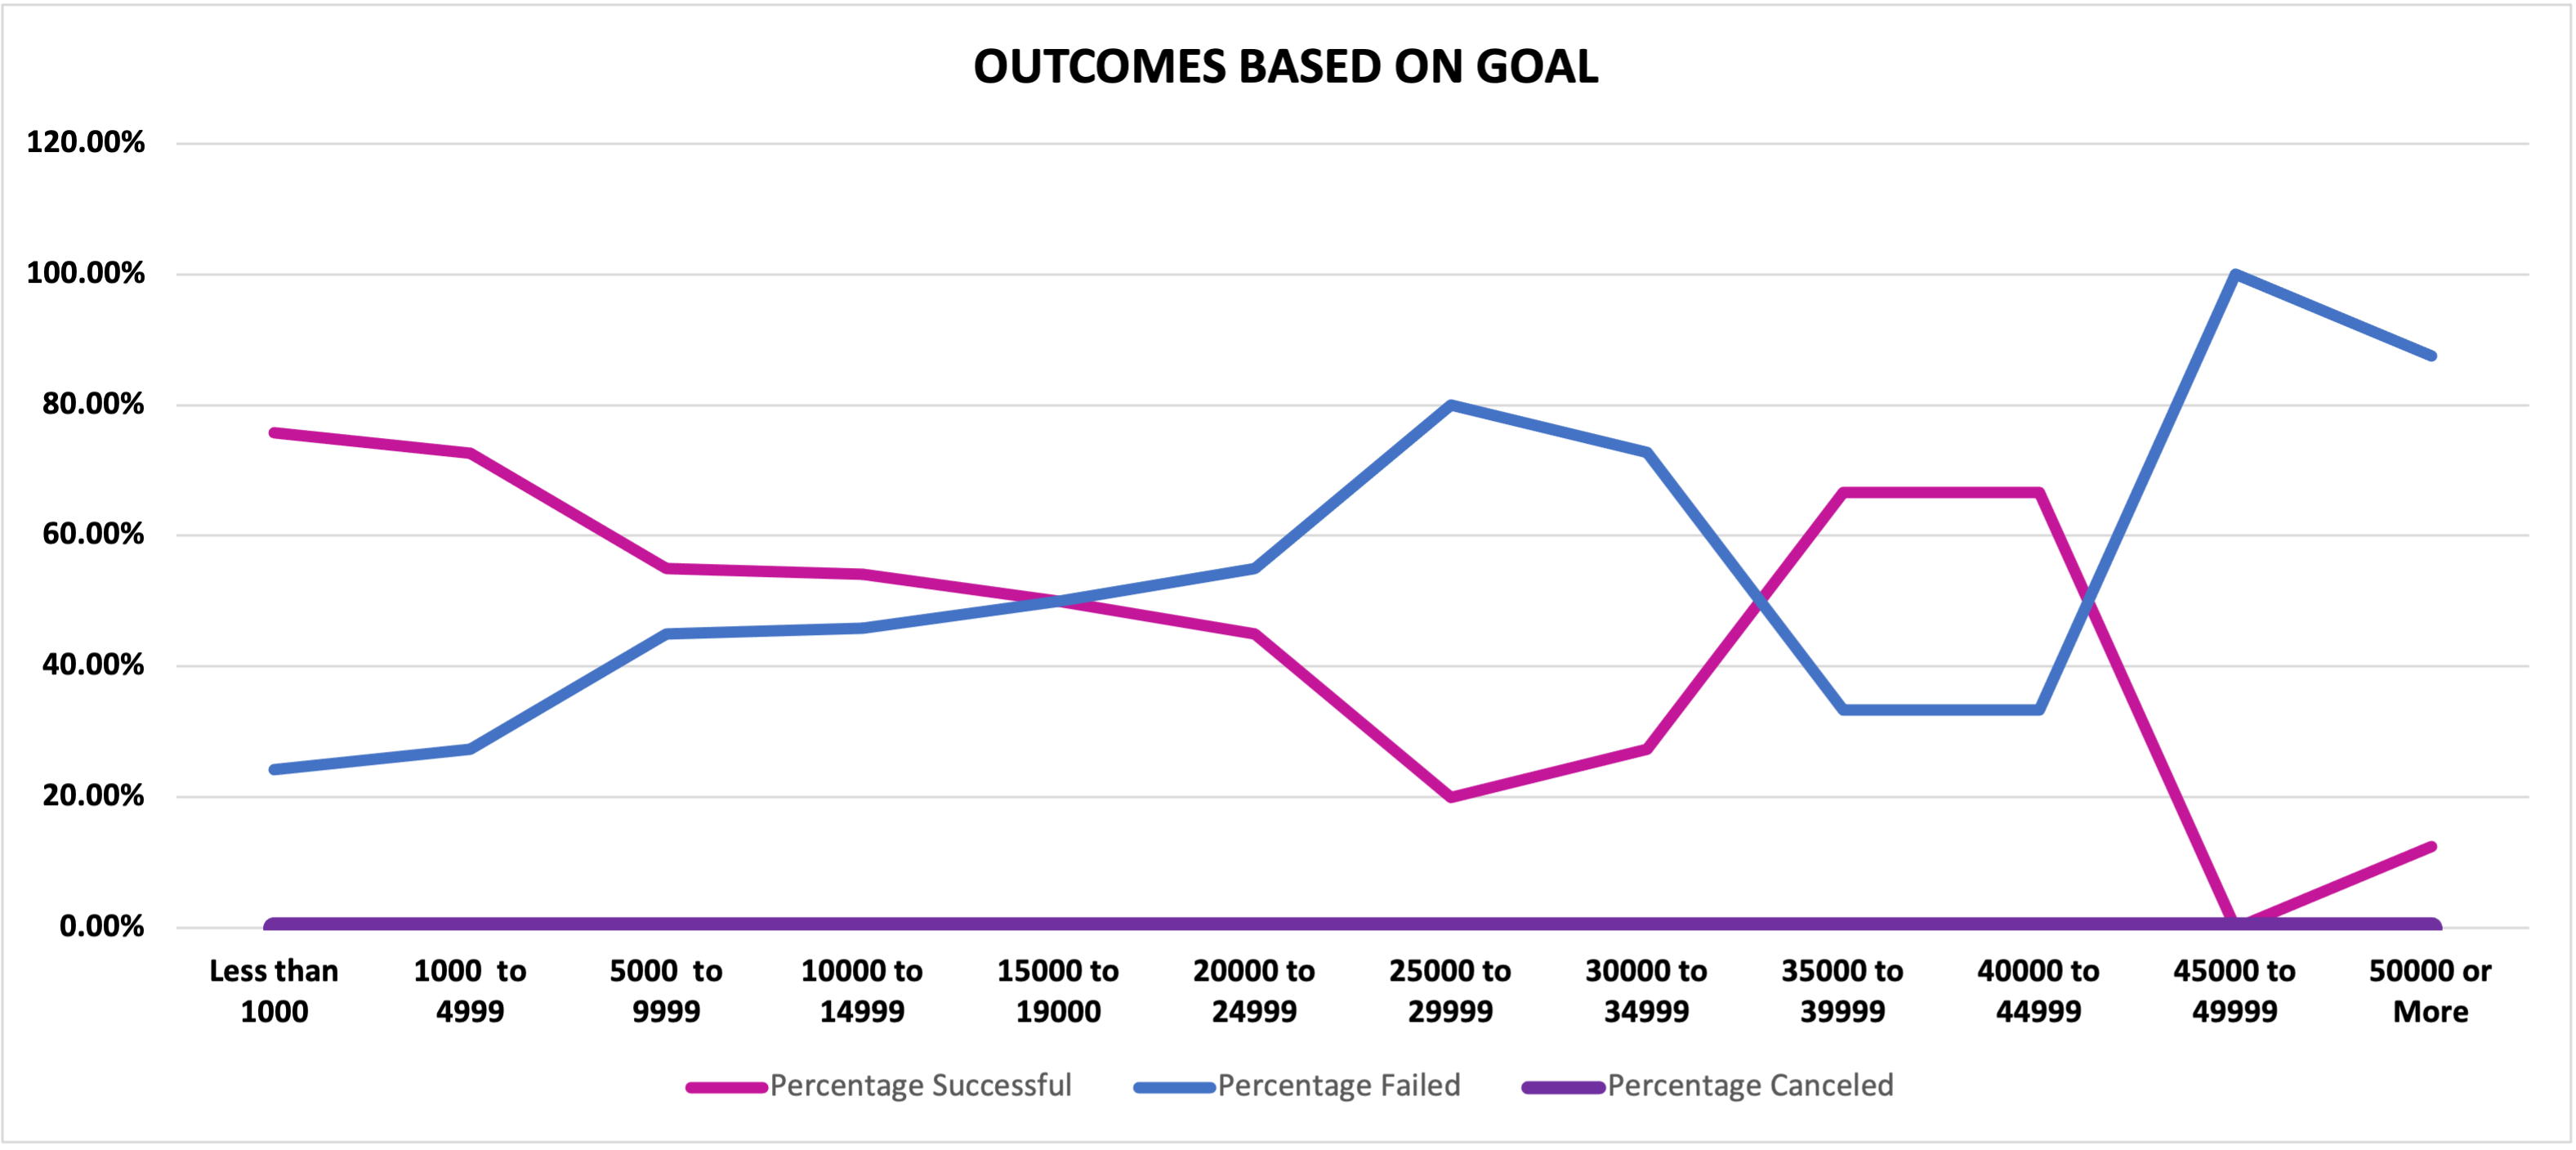 OUTCOMES BASED ON GOAL
120.00%
100.00%
80.00%
60.00%
40.00%
20.00%
0.00%
Less than
1000
1000  to
4999
5000  to
9999
10000 to
14999
15000 to
19000
20000 to
24999
25000 to
29999
30000 to
34999
35000 to
39999
40000 to
44999
45000 to
49999
50000 or
More
Percentage Successful
Percentage Failed
Percentage Canceled